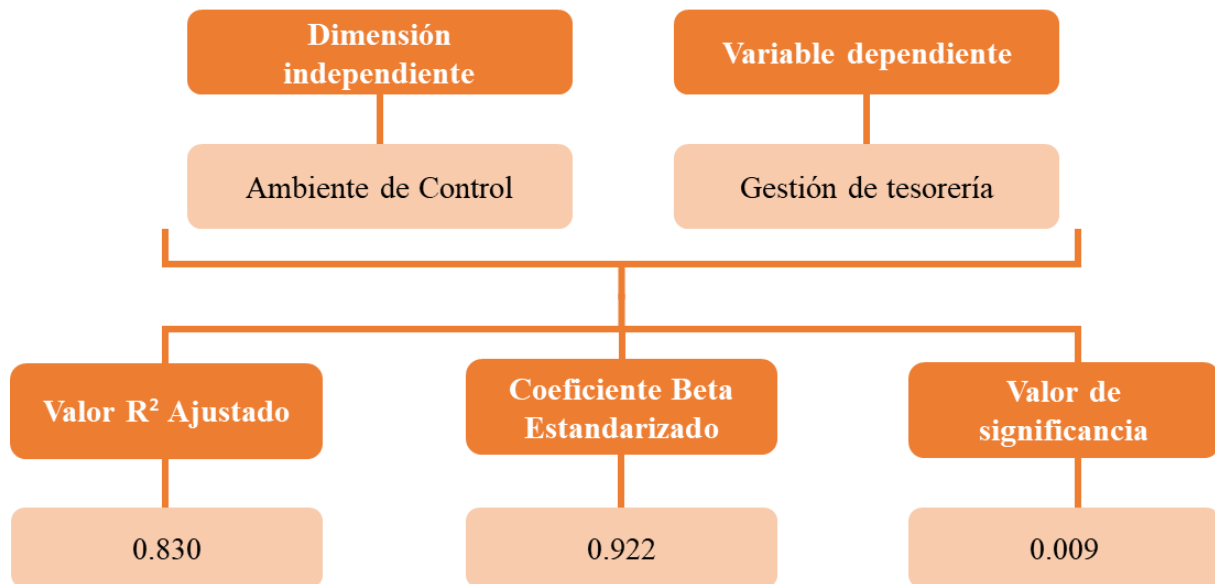 Dimensión
independiente
Variable dependiente
Ambiente de Control
Gestión de tesorería
Valor R² Ajustado
Coeficiente Beta
Estandarizado
Valor de
significancia
0.830
0.922
0.009